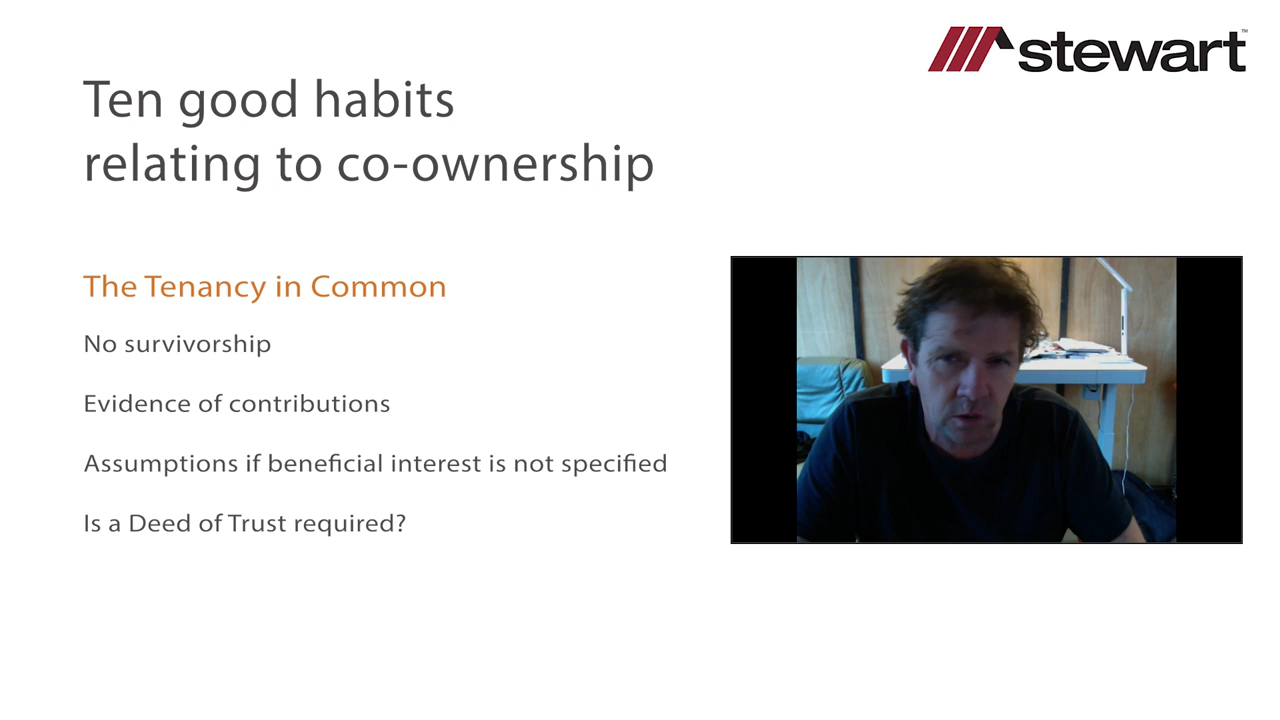 stewart™
Ten good habits
relating to co-ownership
The Tenancy in Common
No survivorship
Evidence of contributions
Assumptions if beneficial interest is not specified
Is a Deed of Trust required?